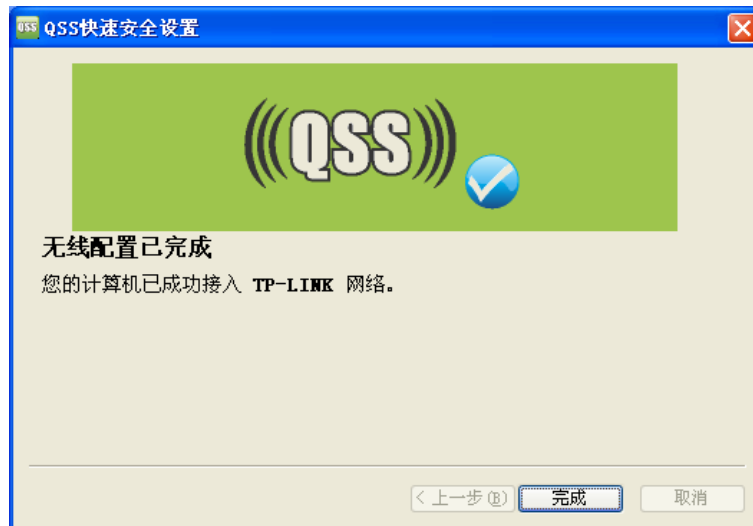 QSS QSS快速安全设置
QSS
无线配置已完成
您的计算机已成功接入 TP-LINK 网络。
< 上一步(B) 完成 取消